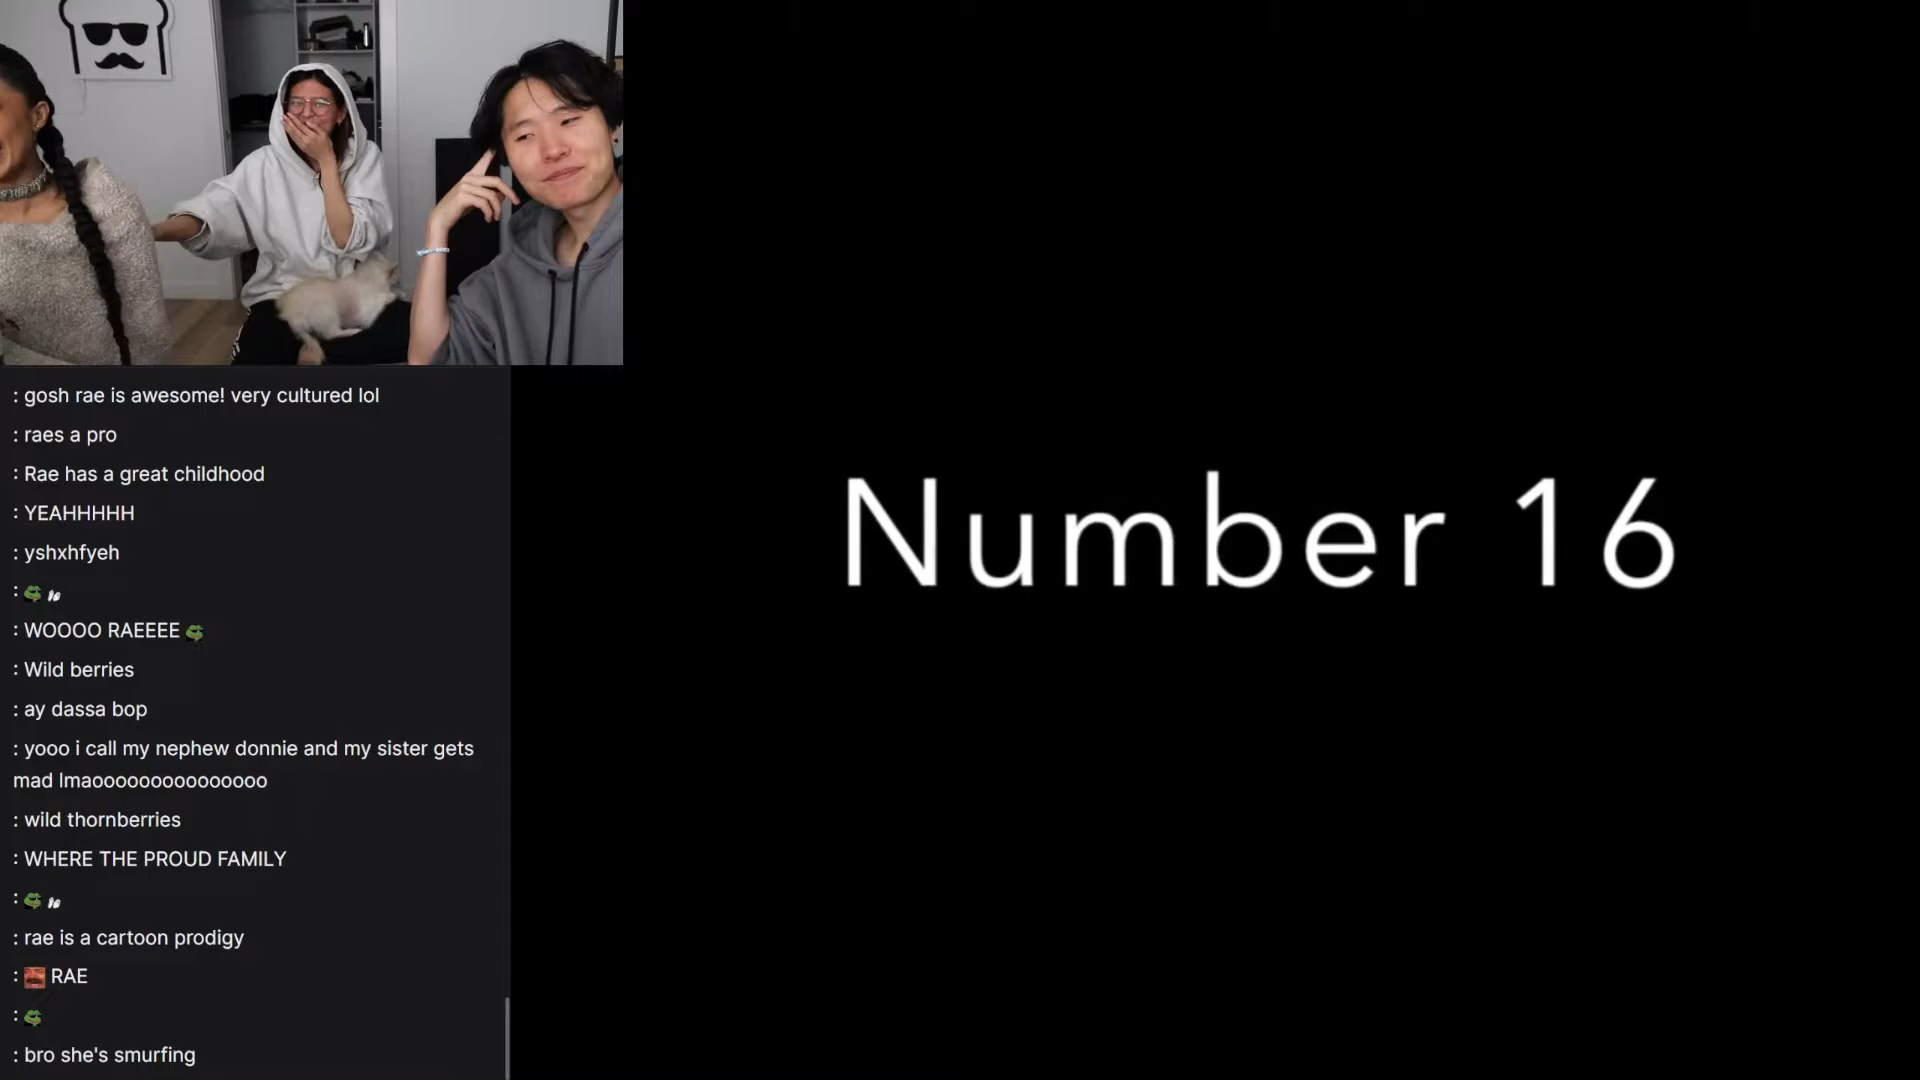 : gosh rae is awesome! very cultured lol
: raes a pro
: Rae has a great childhood
: YEAHHHHH
: yshxhfyeh
:
: WOOOO RAEEEE
: Wild berries
: ay dassa bop
: yooo i call my nephew donnie and my sister gets
mad lmaooooooooooooooo
: wild thornberries
: WHERE THE PROUD FAMILY
:
: rae is a cartoon prodigy
: RAE
:
: bro she's smurfing
Number 16